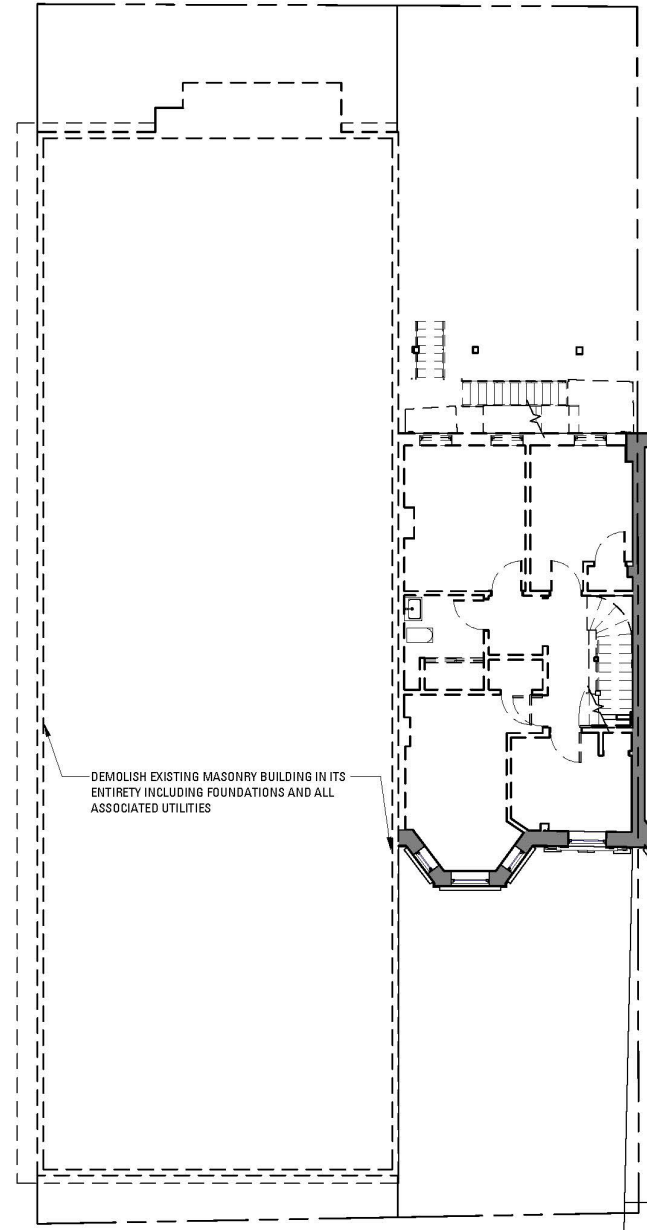 DEMOLISH EXISTING MASONRY BUILDING IN ITS
ENTIRETY INCLUDING FOUNDATIONS AND ALL
ASSOCIATED UTILITIES